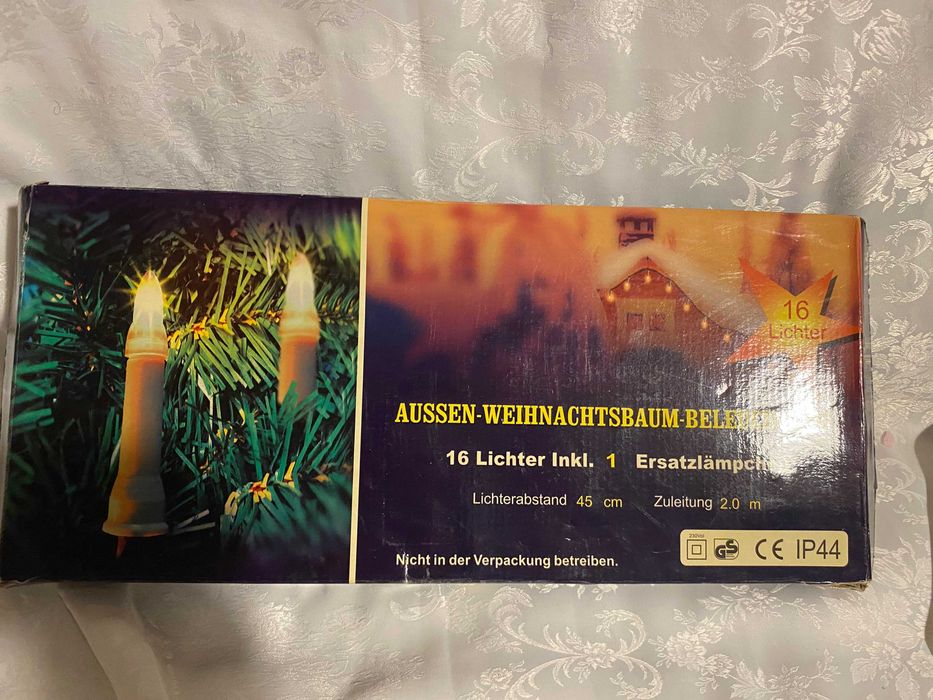 16
Lichter
AUSSEN-WEIHNACHTSBAUM-
16 Lichter Inkl. 1
Lichterabstand 45 cm Zuleitung 2.0 m
Nicht in der Verpackung betreiben.
GS CE IP44